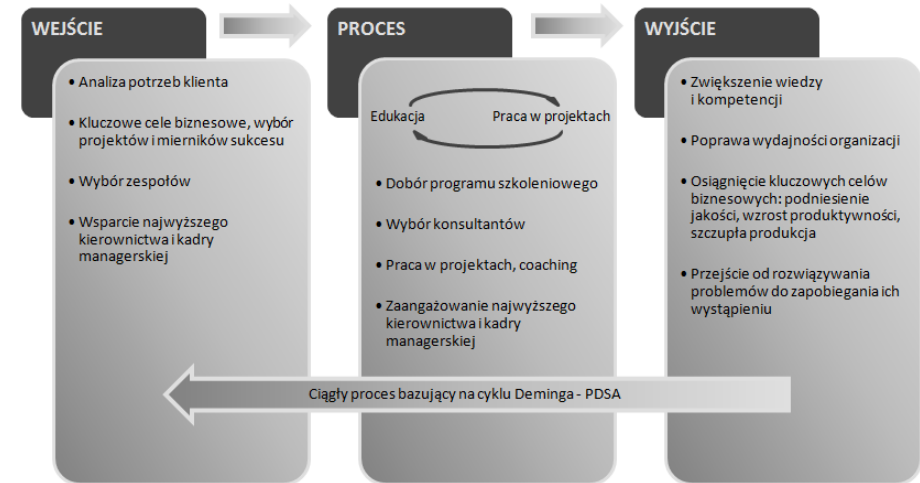 WEJŚCIE
• Analiza potrzeb klienta
• Kluczowe cele biznesowe, wybór
projektów i mierników sukcesu
• Wybór zespołów
• Wsparcie najwyższego
kierownictwa i kadry
managerskiej
PROCES
Edukacja
Praca w projektach
• Dobór programu szkoleniowego
• Wybór konsultantów
• Praca w projektach, coaching
• Zaangażowanie najwyższego
kierownictwa i kadry
managerskiej
WYJŚCIE
• Zwiększenie wiedzy
i kompetencji
• Poprawa wydajności organizacji
• Osiągnięcie kluczowych celów
biznesowych: podniesienie
jakości, wzrost produktywności,
szczupła produkcja
• Przejście od rozwiązywania
problemów do zapobiegania ich
wystąpieniu
Ciągły proces bazujący na cyklu Deminga - PDSA